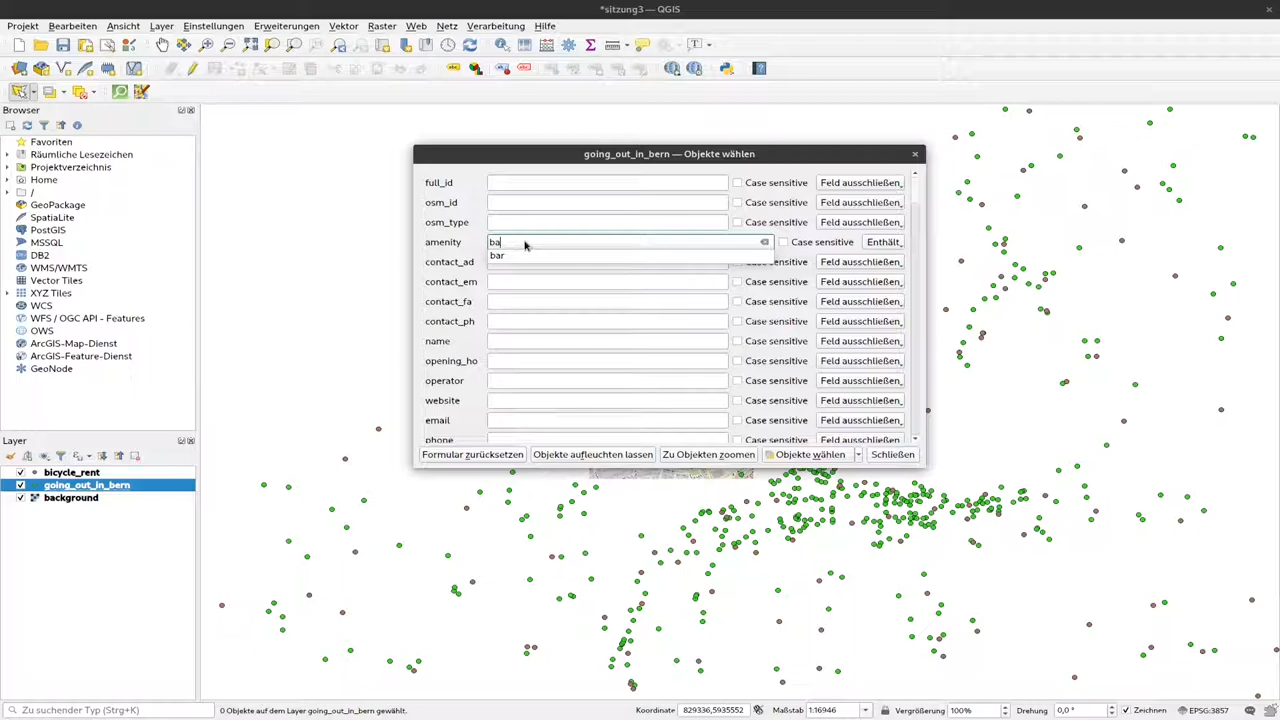 *sitzung3 — QGIS
Projekt Bearbeiten Ansicht Layer Einstellungen Erweiterungen Vektor Raster Web Netz Verarbeitung Hilfe
Browser
Favoriten
Räumliche Lesezeichen
Projektverzeichnis
Home
/
GeoPackage
SpatiaLite
PostGIS
MSSQL
DB2
WMS/WMTS
Vector Tiles
XYZ Tiles
WCS
WFS / OGC API - Features
OWS
ArcGIS-Map-Dienst
ArcGIS-Feature-Dienst
GeoNode
Layer
bicycle_rent
going_out_in_bern
background
going_out_in_bern — Objekte wählen
full_id Case sensitive Feld ausschließen
osm_id Case sensitive Feld ausschließen
osm_type Case sensitive Feld ausschließen
amenity ba Case sensitive Enthält
bar
contact_ad Case sensitive Feld ausschließen
contact_em Case sensitive Feld ausschließen
contact_fa Case sensitive Feld ausschließen
contact_ph Case sensitive Feld ausschließen
name Case sensitive Feld ausschließen
opening_ho Case sensitive Feld ausschließen
operator Case sensitive Feld ausschließen
website Case sensitive Feld ausschließen
email Case sensitive Feld ausschließen
phone Case sensitive Feld ausschließen
Formular zurücksetzen Objekte aufleuchten lassen Zu Objekten zoomen Objekte wählen Schließen
Zu suchender Typ (Strg+K) 0 Objekte auf dem Layer going_out_in_bern gewählt. Koordinate 829336,5935552 Maßstab 1:16946 Vergrößerung 100% Drehung 0,0 ° Zeichnen EPSG:3857